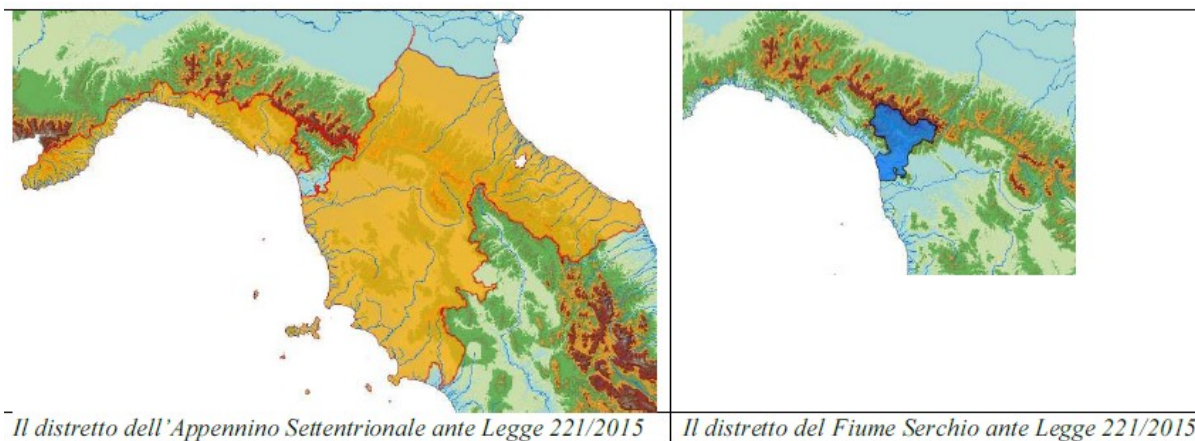 Il distretto dell'Appennino Settentrionale ante Legge 221/2015
Il distretto del Fiume Serchio ante Legge 221/2015